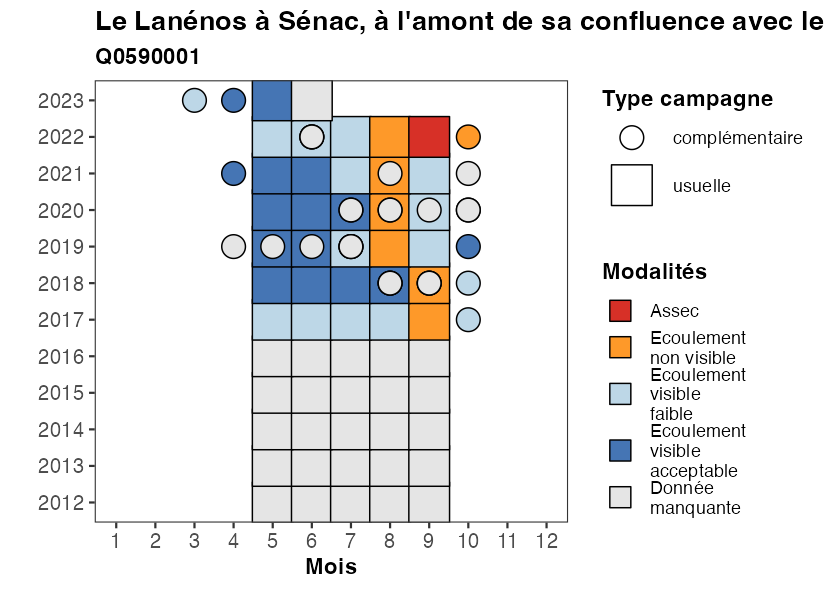 Le Lanénos à Sénac, à l'amont de sa confluence avec le
Q0590001
2023
2022
2021
2020
2019
2018
2017
2016
2015
2014
2013
2012
1 2 3 4 5 6 7 8 9 10 11 12
Mois
Type campagne
complémentaire
usuelle
Modalités
Assec
Ecoulement
non visible
Ecoulement
visible
faible
Ecoulement
visible
acceptable
Donnée
manquante